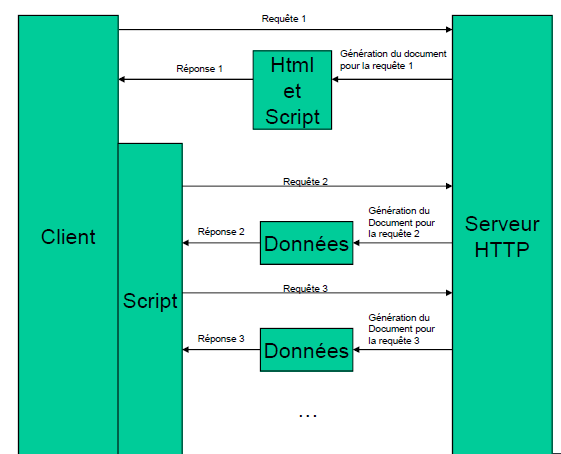 Requête 1
Génération du document
pour la requête 1
Réponse 1
Html
et
Script
Requête 2
Génération du
Document pour
la requête 2
Réponse 2
Données
Client
Serveur
HTTP
Script
Requête 3
Génération du
Document pour
la requête 3
Réponse 3
Données
...